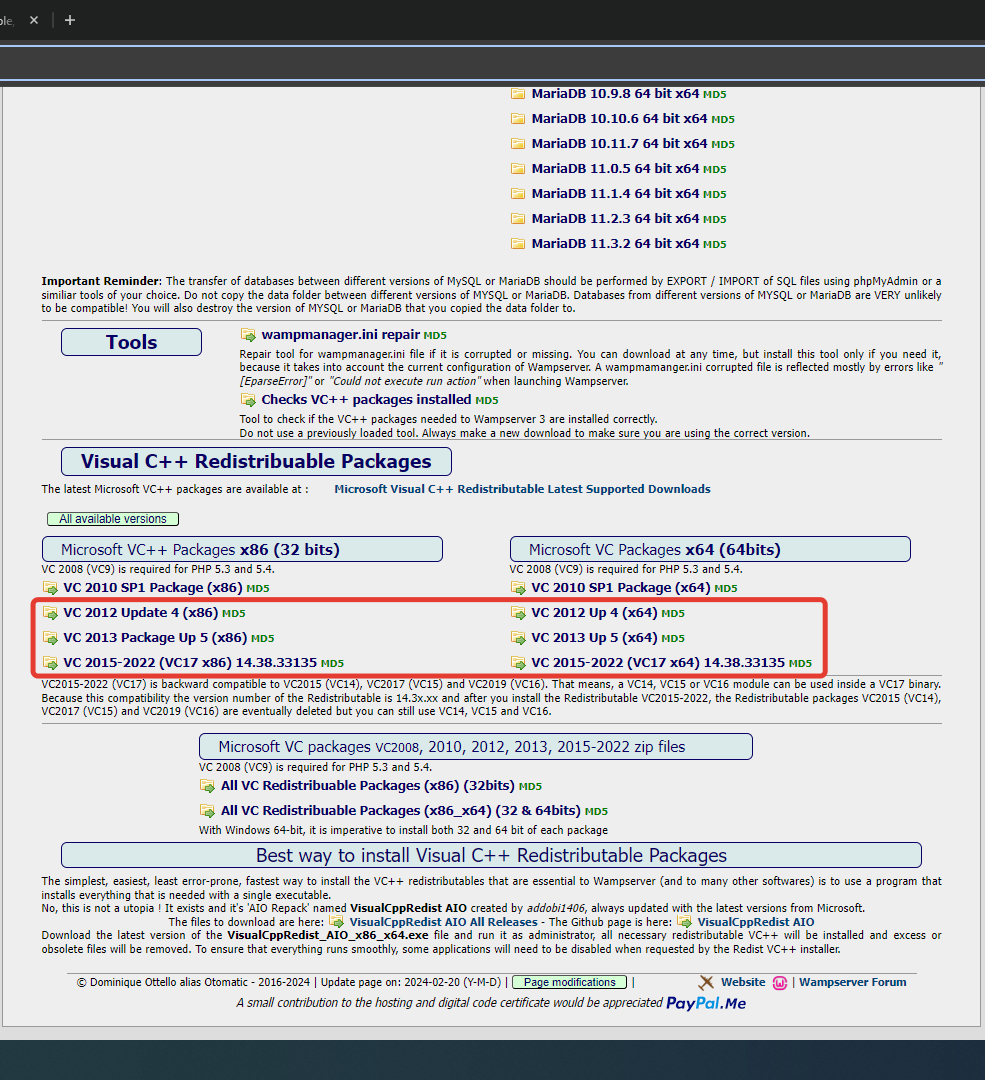 MariaDB 10.9.8 64 bit x64 MD5
MariaDB 10.10.6 64 bit x64 MD5
MariaDB 10.11.7 64 bit x64 MD5
MariaDB 11.0.5 64 bit x64 MD5
MariaDB 11.1.4 64 bit x64 MD5
MariaDB 11.2.3 64 bit x64 MD5
MariaDB 11.3.2 64 bit x64 MD5
Important Reminder: The transfer of databases between different versions of MySQL or MariaDB should be performed by EXPORT / IMPORT of SQL files using phpMyAdmin or a
similiar tools of your choice. Do not copy the data folder between different versions of MYSQL or MariaDB. Databases from different versions of MYSQL or MariaDB are VERY unlikely
to be compatible! You will also destroy the version of MYSQL or MariaDB that you copied the data folder to.
Tools
wampmanager.ini repair MD5
Repair tool for wampmanager.ini file if it is corrupted or missing. You can download at any time, but install this tool only if you need it,
because it takes into account the current configuration of Wampserver. A wampmamanger.ini corrupted file is reflected mostly by errors like "
[EparseError]" or "Could not execute run action" when launching Wampserver.
Checks VC++ packages installed MD5
Tool to check if the VC++ packages needed to Wampserver 3 are installed correctly.
Do not use a previously loaded tool. Always make a new download to make sure you are using the correct version.
Visual C++ Redistribuable Packages
The latest Microsoft VC++ packages are available at : Microsoft Visual C++ Redistributable Latest Supported Downloads
All available versions
Microsoft VC++ Packages x86 (32 bits)
VC 2008 (VC9) is required for PHP 5.3 and 5.4.
VC 2010 SP1 Package (x86) MD5
VC 2012 Update 4 (x86) MD5
VC 2013 Package Up 5 (x86) MD5
VC 2015-2022 (VC17 x86) 14.38.33135 MD5
Microsoft VC Packages x64 (64bits)
VC 2008 (VC9) is required for PHP 5.3 and 5.4.
VC 2010 SP1 Package (x64) MD5
VC 2012 Up 4 (x64) MD5
VC 2013 Up 5 (x64) MD5
VC 2015-2022 (VC17 x64) 14.38.33135 MD5
VC2015-2022 (VC17) is backward compatible to VC2015 (VC14), VC2017 (VC15) and VC2019 (VC16). That means, a VC14, VC15 or VC16 module can be used inside a VC17 binary.
Because this compatibility the version number of the Redistributable is 14.3x.xx and after you install the Redistributable VC2015-2022, the Redistributable packages VC2015 (VC14),
VC2017 (VC15) and VC2019 (VC16) are eventually deleted but you can still use VC14, VC15 and VC16.
Microsoft VC packages VC2008, 2010, 2012, 2013, 2015-2022 zip files
VC 2008 (VC9) is required for PHP 5.3 and 5.4.
All VC Redistribuable Packages (x86) (32bits) MD5
All VC Redistribuable Packages (x86_x64) (32 & 64bits) MD5
With Windows 64-bit, it is imperative to install both 32 and 64 bit of each package
Best way to install Visual C++ Redistributable Packages
The simplest, easiest, least error-prone, fastest way to install the VC++ redistributables that are essential to Wampserver (and to many other softwares) is to use a program that
installs everything that is needed with a single executable.
No, this is not a utopia ! It exists and it's 'AIO Repack' named VisualCppRedist AIO created by addobi1406, always updated with the latest versions from Microsoft.
The files to download are here: VisualCppRedist AIO All Releases - The Github page is here: VisualCppRedist AIO
Download the latest version of the VisualCppRedist_AIO_x86_x64.exe file and run it as administrator, all necessary redistributable VC++ will be installed and excess or
obsolete files will be removed. To ensure that everything runs smoothly, some applications will need to be disabled when requested by the Redist VC++ installer.
© Dominique Ottello alias Otomatic - 2016-2024 | Update page on: 2024-02-20 (Y-M-D) | Page modifications | Website | Wampserver Forum
A small contribution to the hosting and digital code certificate would be appreciated PayPal.Me